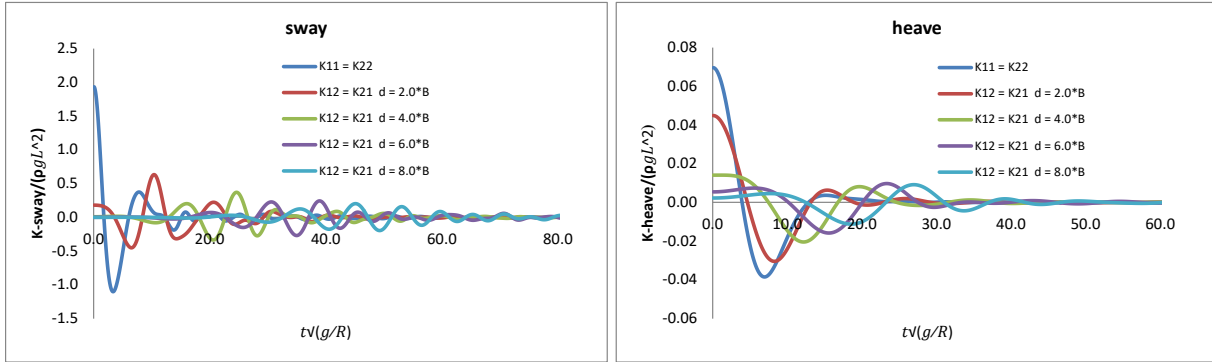 sway
K-sway/(ρgL^2)
2.5
2.0
1.5
1.0
0.5
0.0
-0.5
-1.0
-1.5
K11 = K22
K12 = K21 d = 2.0*B
K12 = K21 d = 4.0*B
K12 = K21 d = 6.0*B
K12 = K21 d = 8.0*B
0.0 20.0 40.0 60.0 80.0
t√(g/R)
heave
K-heave/(ρgL^2)
0.08
0.06
0.04
0.02
0.00
-0.02
-0.04
-0.06
K11 = K22
K12 = K21 d = 2.0*B
K12 = K21 d = 4.0*B
K12 = K21 d = 6.0*B
K12 = K21 d = 8.0*B
0.0 10.0 20.0 30.0 40.0 50.0 60.0
t√(g/R)